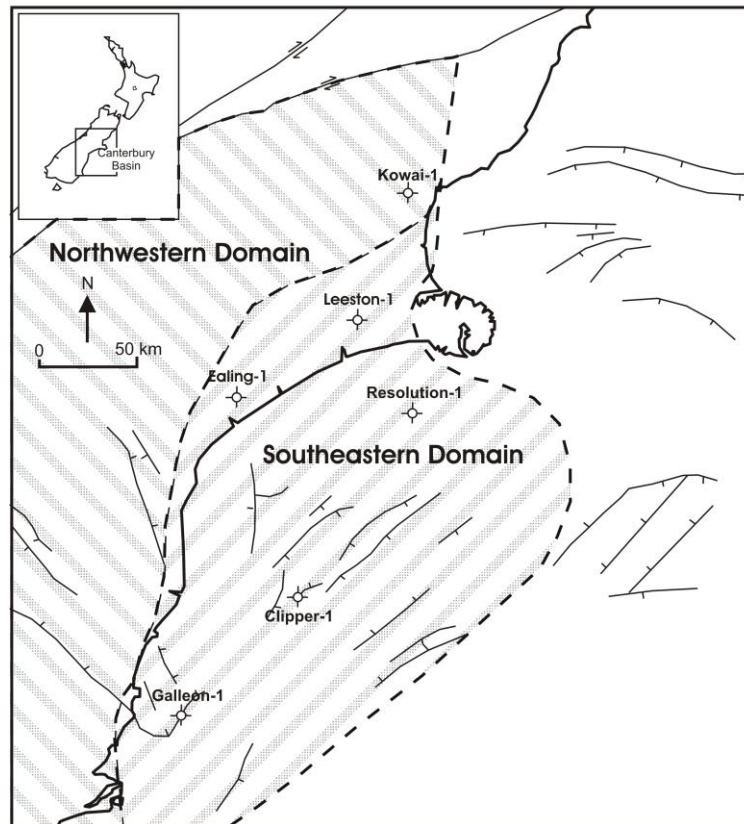 Canterbury
Basin
Kowai-1
Northwestern Domain
N
Leeston-1
0 50 km
Ealing-1
Resolution-1
Southeastern Domain
Clipper-1
Galleon-1